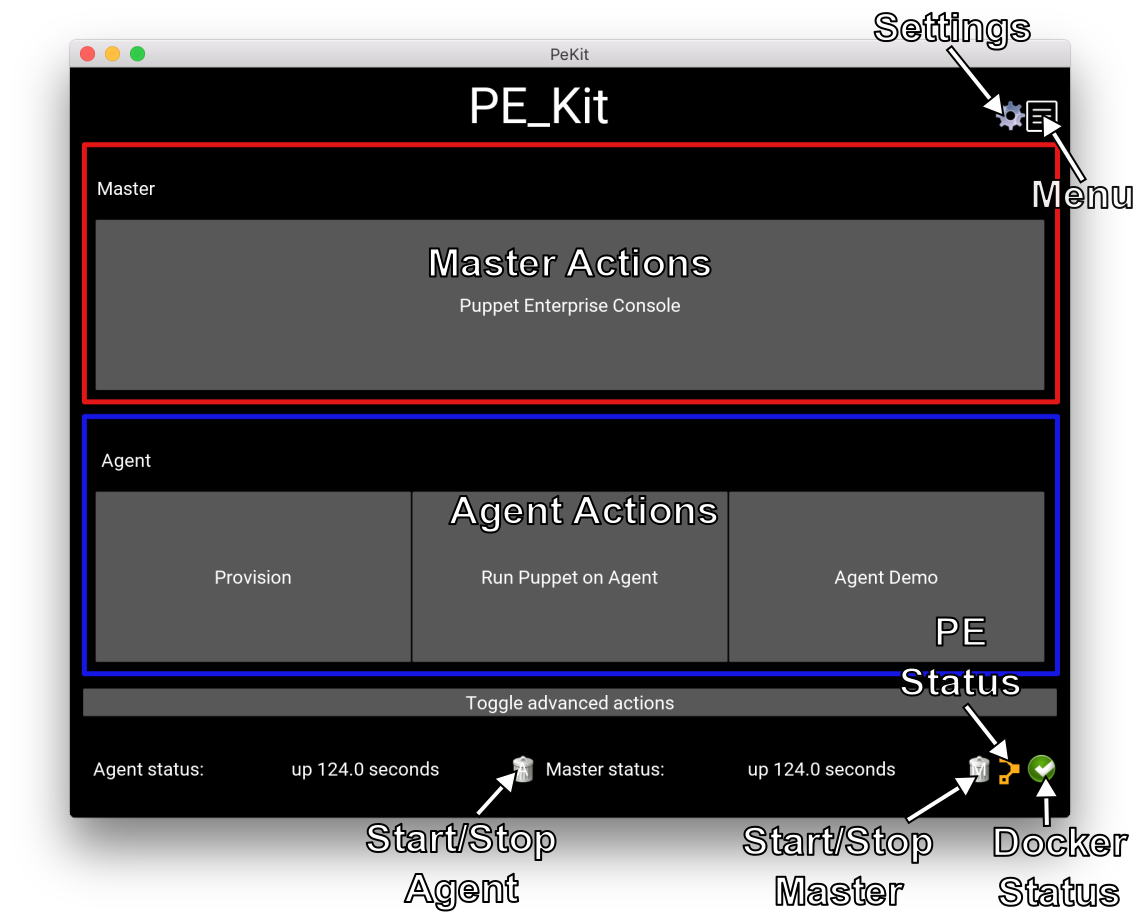 Settings
PeKit
PE_Kit
Menu
Master
Master Actions
Puppet Enterprise Console
Agent
Agent Actions
Provision
Run Puppet on Agent
Agent Demo
PE
Status
Toggle advanced actions
Agent status:
up 124.0 seconds
A
Master status:
up 124.0 seconds
M
Start/Stop
Agent
Start/Stop
Master
Docker
Status